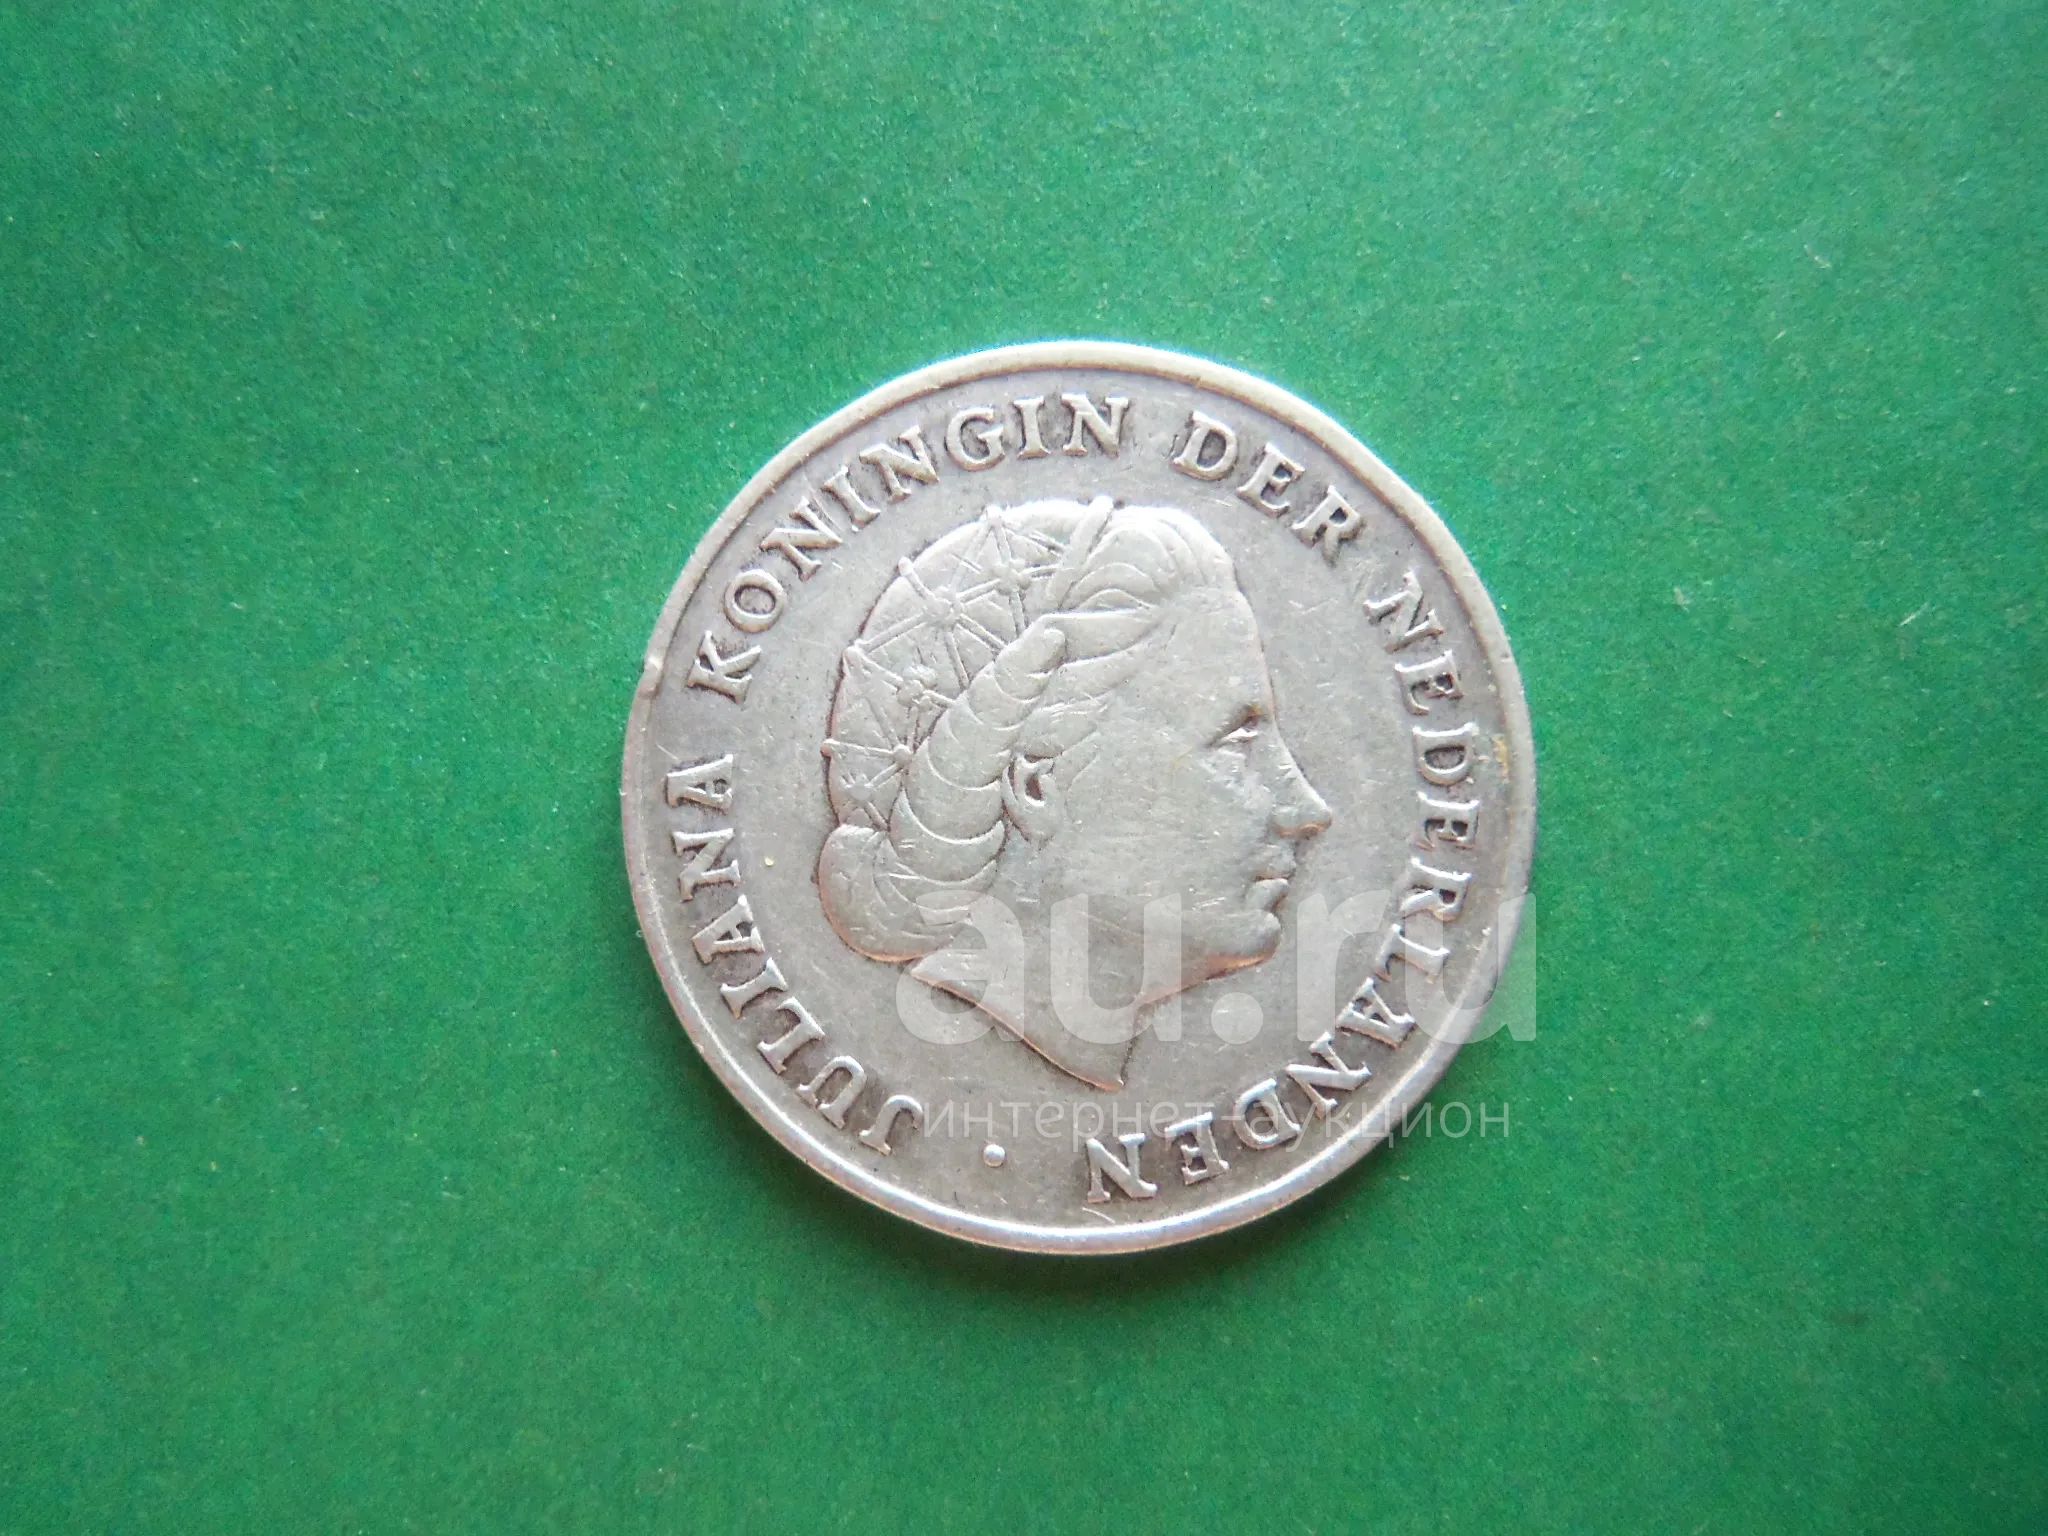 JULIANA KONINGIN DER NEDERLANDEN ·
au.ru
интернет-аукцион